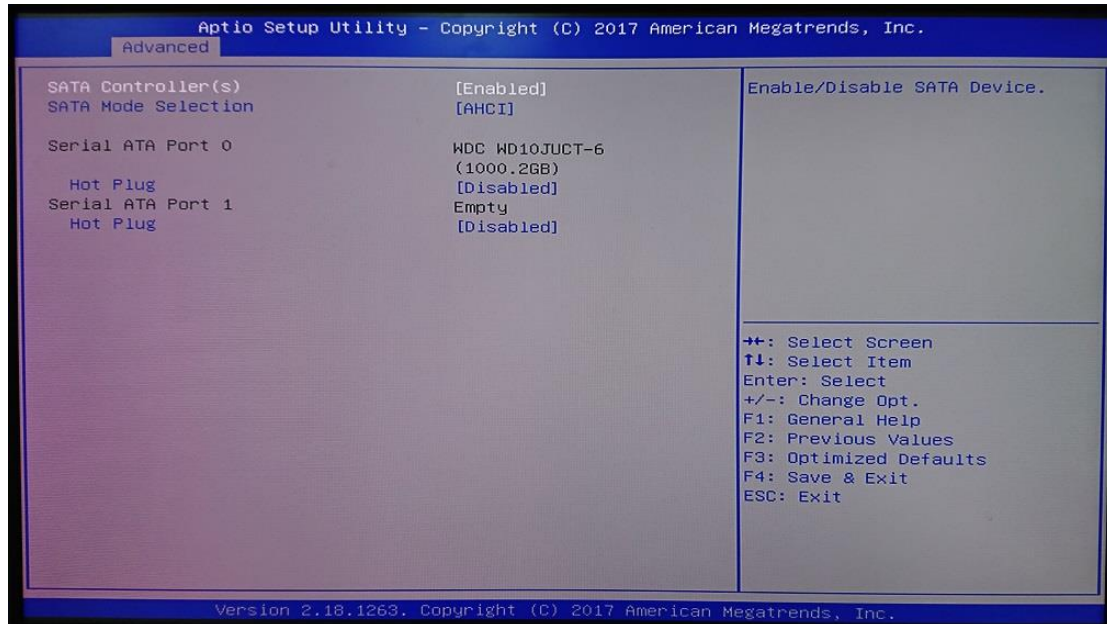 Aptio Setup Utility – Copyright (C) 2017 American Megatrends, Inc.
Advanced
SATA Controller(s) [Enabled]
SATA Mode Selection [AHCI]
Serial ATA Port 0 WDC WD10JUCT-6
(1000.2GB)
Hot Plug [Disabled]
Serial ATA Port 1 Empty
Hot Plug [Disabled]
Enable/Disable SATA Device.
→←: Select Screen
↑↓: Select Item
Enter: Select
+/-: Change Opt.
F1: General Help
F2: Previous Values
F3: Optimized Defaults
F4: Save & Exit
ESC: Exit
Version 2.18.1263. Copyright (C) 2017 American Megatrends, Inc.